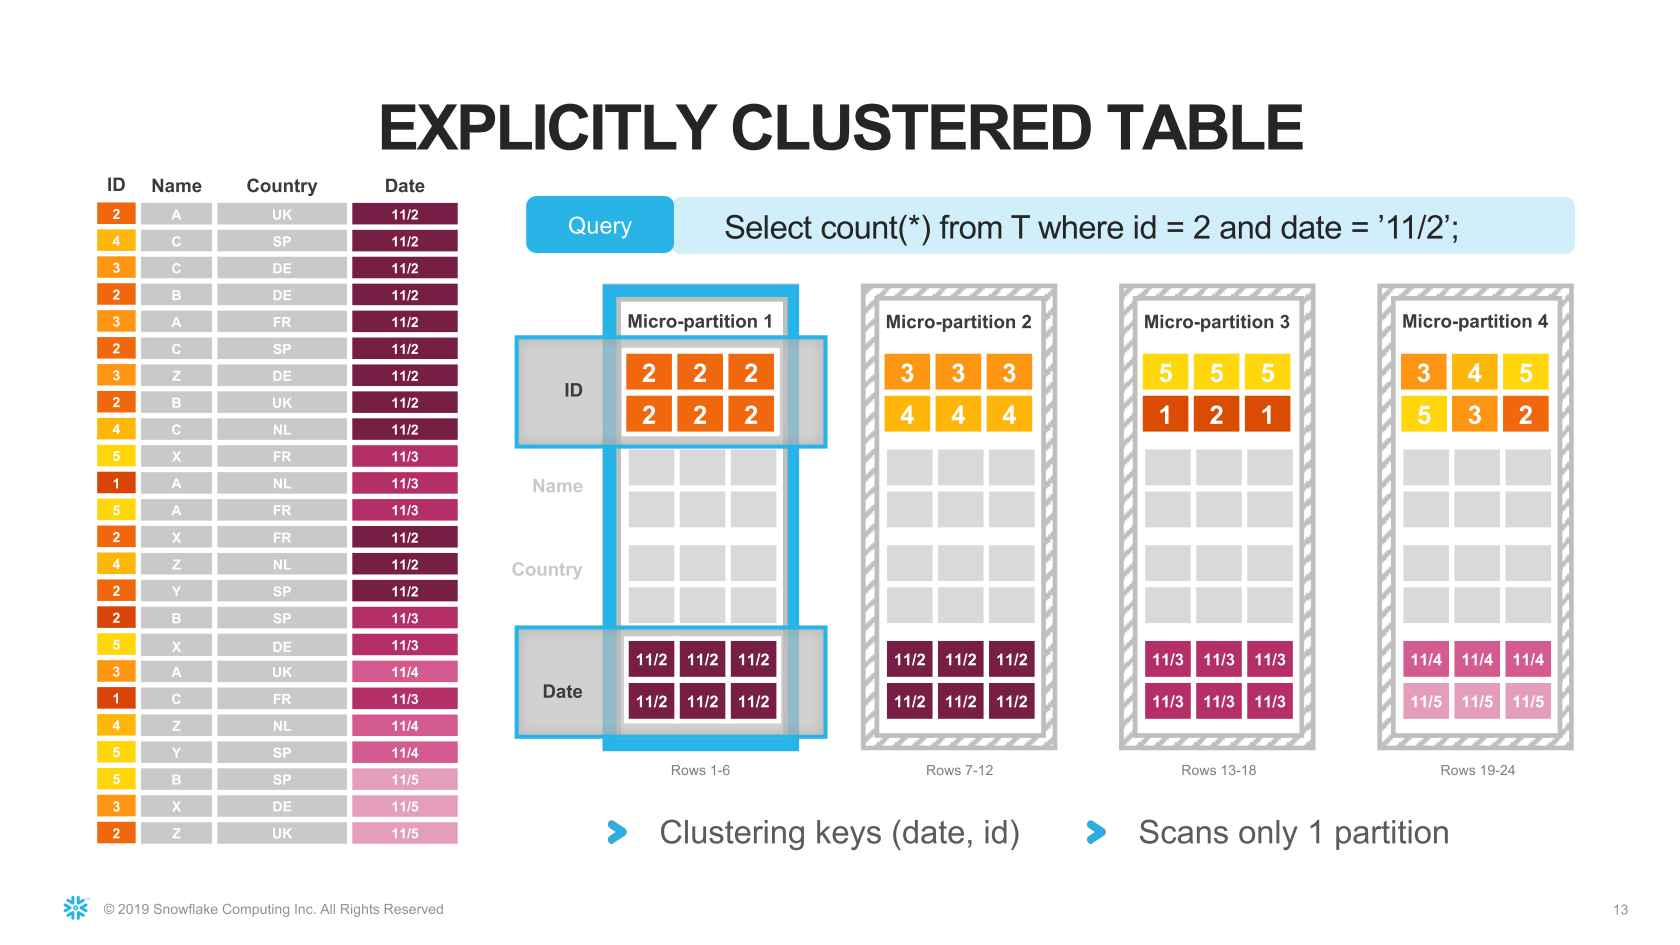 EXPLICITLY CLUSTERED TABLE
ID Name Country Date
2 A UK 11/2
4 C SP 11/2
3 C DE 11/2
2 B DE 11/2
3 A FR 11/2
2 C SP 11/2
3 Z DE 11/2
2 B UK 11/2
4 C NL 11/2
5 X FR 11/3
1 A NL 11/3
5 A FR 11/3
2 X FR 11/2
4 Z NL 11/2
2 Y SP 11/2
2 B SP 11/3
5 X DE 11/3
3 A UK 11/4
1 C FR 11/3
4 Z NL 11/4
5 Y SP 11/4
5 B SP 11/5
3 X DE 11/5
2 Z UK 11/5
Query Select count(*) from T where id = 2 and date = ’11/2’;
ID
Name
Country
Date
Micro-partition 1
2 2 2
2 2 2
11/2 11/2 11/2
11/2 11/2 11/2
Rows 1-6
Micro-partition 2
3 3 3
4 4 4
11/2 11/2 11/2
11/2 11/2 11/2
Rows 7-12
Micro-partition 3
5 5 5
1 2 1
11/3 11/3 11/3
11/3 11/3 11/3
Rows 13-18
Micro-partition 4
3 4 5
5 3 2
11/4 11/4 11/4
11/5 11/5 11/5
Rows 19-24
Clustering keys (date, id)
Scans only 1 partition
© 2019 Snowflake Computing Inc. All Rights Reserved
13